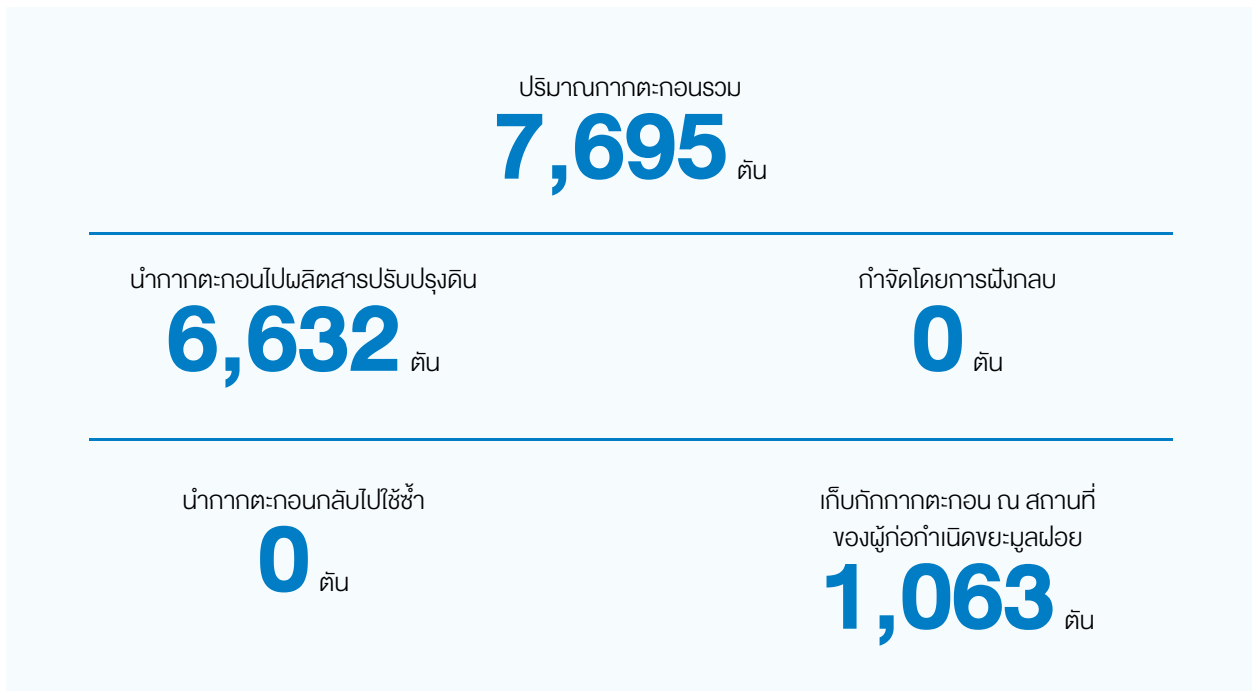 ปริมาณกากตะกอนรวม
7,695 ตัน
นำกากตะกอนไปผลิตสารปรับปรุงดิน
6,632 ตัน
กำจัดโดยการฝังกลบ
0 ตัน
นำกากตะกอนกลับไปใช้ซ้ำ
0 ตัน
เก็บกักกากตะกอน ณ สถานที่
ของผู้ก่อกำเนิดขยะมูลฝอย
1,063 ตัน